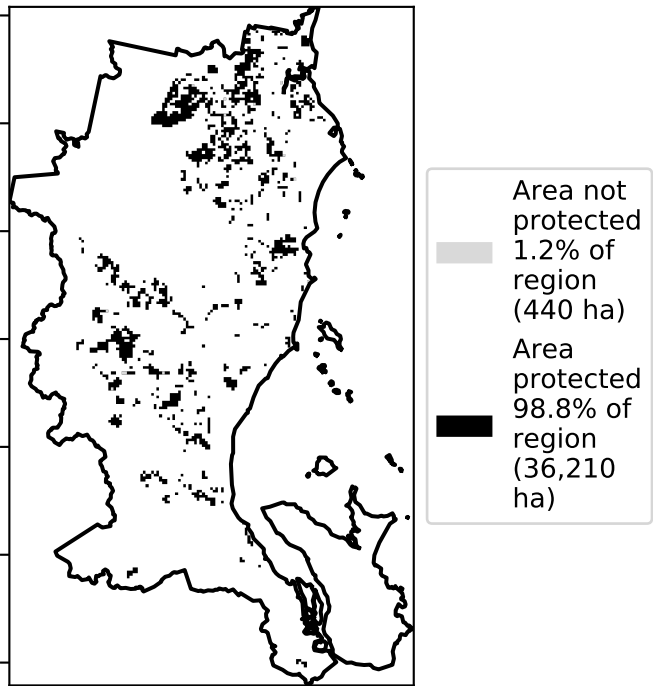 Area not
protected
1.2% of
region
(440 ha)
Area
protected
98.8% of
region
(36,210
ha)